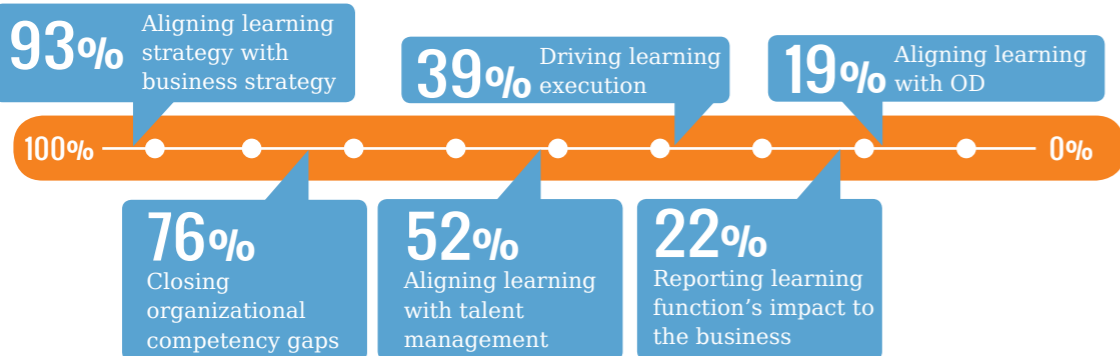 93%
Aligning learning
strategy with
business strategy
39%
Driving learning
execution
19%
Aligning learning
with OD
100%
0%
76%
Closing
organizational
competency gaps
52%
Aligning learning
with talent
management
22%
Reporting learning
function’s impact to
the business